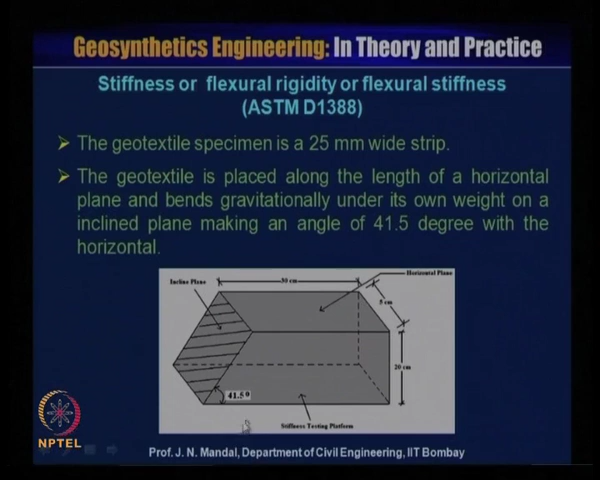 Geosynthetics Engineering: In Theory and Practice
Stiffness or flexural rigidity or flexural stiffness
(ASTM D1388)
The geotextile specimen is a 25 mm wide strip.
The geotextile is placed along the length of a horizontal
plane and bends gravitationally under its own weight on a
inclined plane making an angle of 41.5 degree with the
horizontal.
Incline Plane
30 cm
Horizontal Plane
5 cm
20 cm
41.5°
Stiffness Testing Platform
NPTEL
Prof. J. N. Mandal, Department of Civil Engineering, IIT Bombay